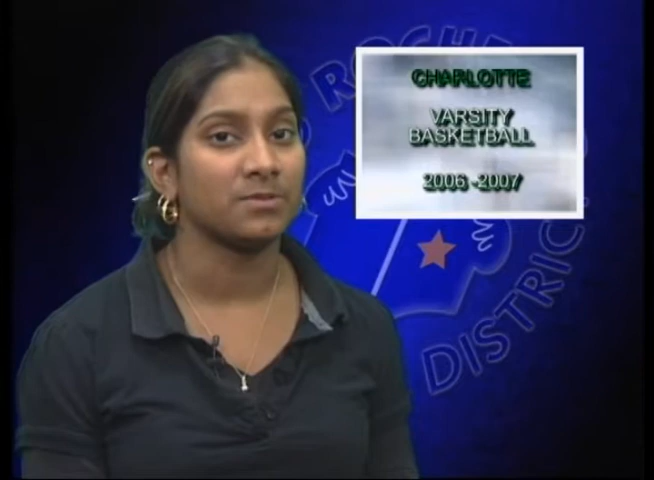 CHARLOTTE
VARSITY
BASKETBALL
2006 -2007
DISTRICT